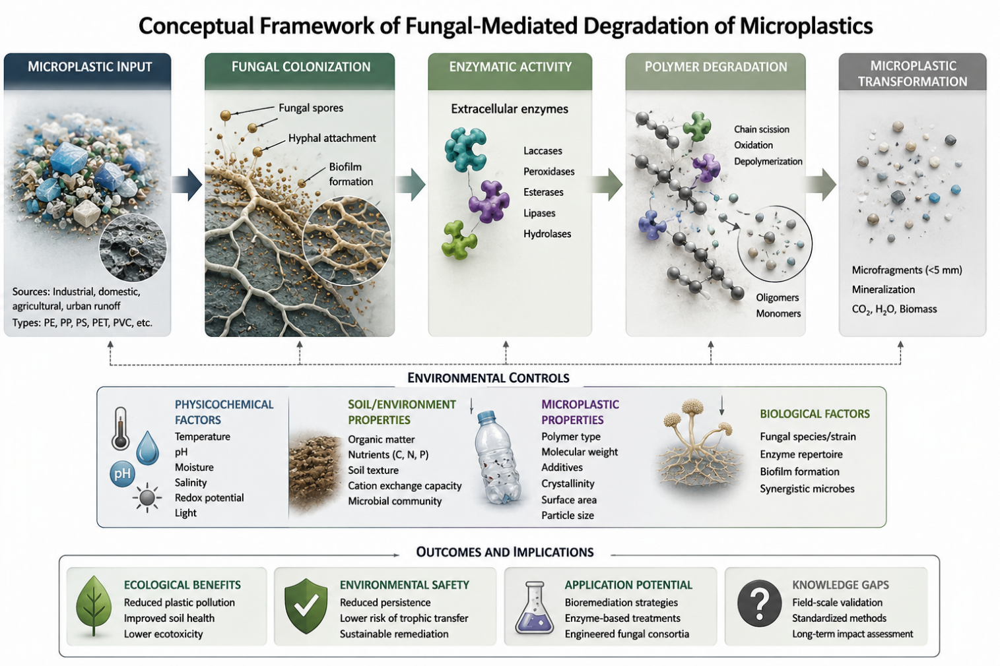 Conceptual Framework of Fungal-Mediated Degradation of Microplastics
MICROPLASTIC INPUT
Sources: Industrial, domestic,
agricultural, urban runoff
Types: PE, PP, PS, PET, PVC, etc.
FUNGAL COLONIZATION
Fungal spores
Hyphal attachment
Biofilm
formation
ENZYMATIC ACTIVITY
Extracellular enzymes
Laccases
Peroxidases
Esterases
Lipases
Hydrolases
POLYMER DEGRADATION
Chain scission
Oxidation
Depolymerization
Oligomers
Monomers
MICROPLASTIC
TRANSFORMATION
Microfragments (<5 mm)
Mineralization
CO₂, H₂O, Biomass
ENVIRONMENTAL CONTROLS
pH
PHYSICOCHEMICAL
FACTORS
Temperature
pH
Moisture
Salinity
Redox potential
Light
SOIL/ENVIRONMENT
PROPERTIES
Organic matter
Nutrients (C, N, P)
Soil texture
Cation exchange capacity
Microbial community
MICROPLASTIC
PROPERTIES
Polymer type
Molecular weight
Additives
Crystallinity
Surface area
Particle size
BIOLOGICAL FACTORS
Fungal species/strain
Enzyme repertoire
Biofilm formation
Synergistic microbes
OUTCOMES AND IMPLICATIONS
ECOLOGICAL BENEFITS
Reduced plastic pollution
Improved soil health
Lower ecotoxicity
ENVIRONMENTAL SAFETY
Reduced persistence
Lower risk of trophic transfer
Sustainable remediation
APPLICATION POTENTIAL
Bioremediation strategies
Enzyme-based treatments
Engineered fungal consortia
?
KNOWLEDGE GAPS
Field-scale validation
Standardized methods
Long-term impact assessment